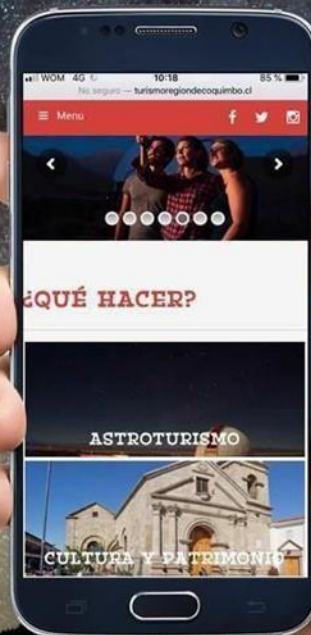 WOM 4G 10:18 85 %
No seguro — turismoregiondecoquimbo.cl
≡ Menu
¿QUÉ HACER?
ASTROTURISMO
CULTURA Y PATRIMONIO